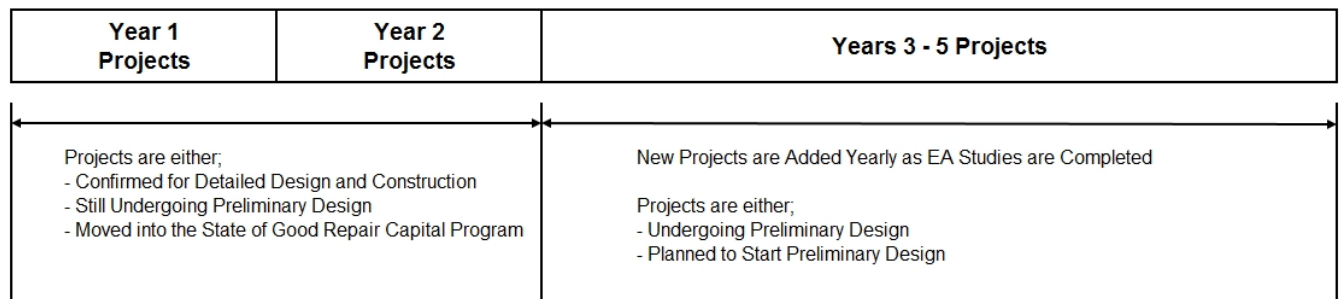 Year 1
Projects
Year 2
Projects
Years 3 - 5 Projects
Projects are either;
- Confirmed for Detailed Design and Construction
- Still Undergoing Preliminary Design
- Moved into the State of Good Repair Capital Program
New Projects are Added Yearly as EA Studies are Completed
Projects are either;
- Undergoing Preliminary Design
- Planned to Start Preliminary Design